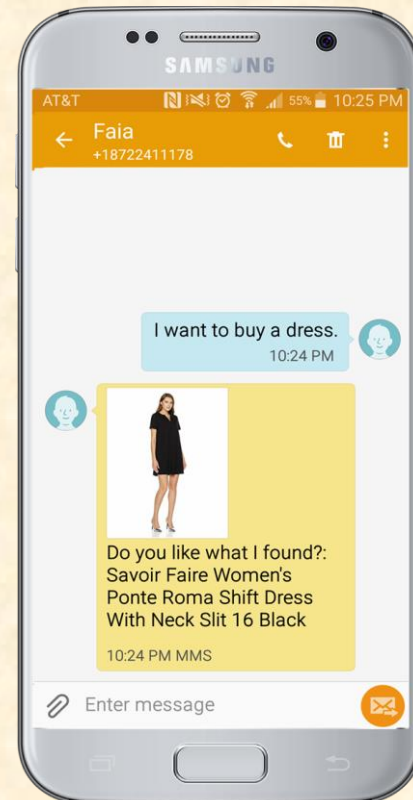 SAMSUNG
AT&T 55% 10:25 PM
Faia
+18722411178
I want to buy a dress.
10:24 PM
Do you like what I found?:
Savoir Faire Women's
Ponte Roma Shift Dress
With Neck Slit 16 Black
10:24 PM MMS
Enter message